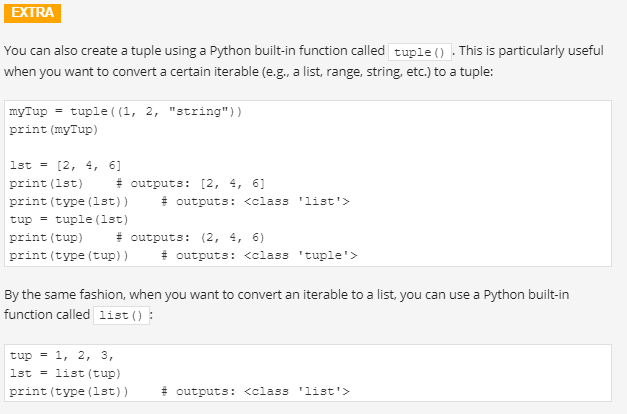 EXTRA
You can also create a tuple using a Python built-in function called tuple() . This is particularly useful
when you want to convert a certain iterable (e.g., a list, range, string, etc.) to a tuple:
myTup = tuple((1, 2, "string"))
print(myTup)
lst = [2, 4, 6]
print(lst)    # outputs: [2, 4, 6]
print(type(lst))    # outputs: <class 'list'>
tup = tuple(lst)
print(tup)    # outputs: (2, 4, 6)
print(type(tup))    # outputs: <class 'tuple'>
By the same fashion, when you want to convert an iterable to a list, you can use a Python built-in
function called list() :
tup = 1, 2, 3,
lst = list(tup)
print(type(lst))    # outputs: <class 'list'>